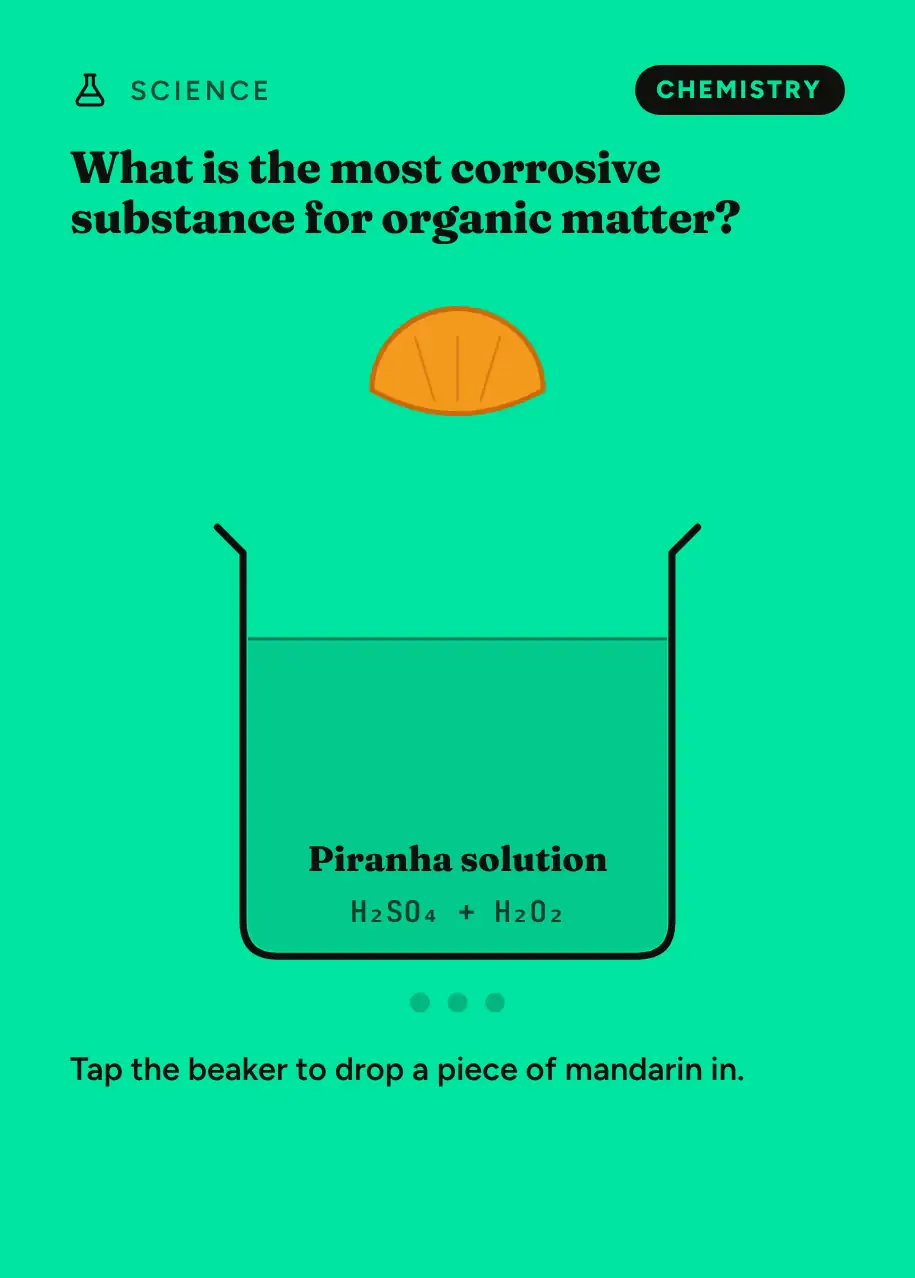 SCIENCE
CHEMISTRY
What is the most corrosive
substance for organic matter?
Piranha solution
H₂SO₄ + H₂O₂
Tap the beaker to drop a piece of mandarin in.